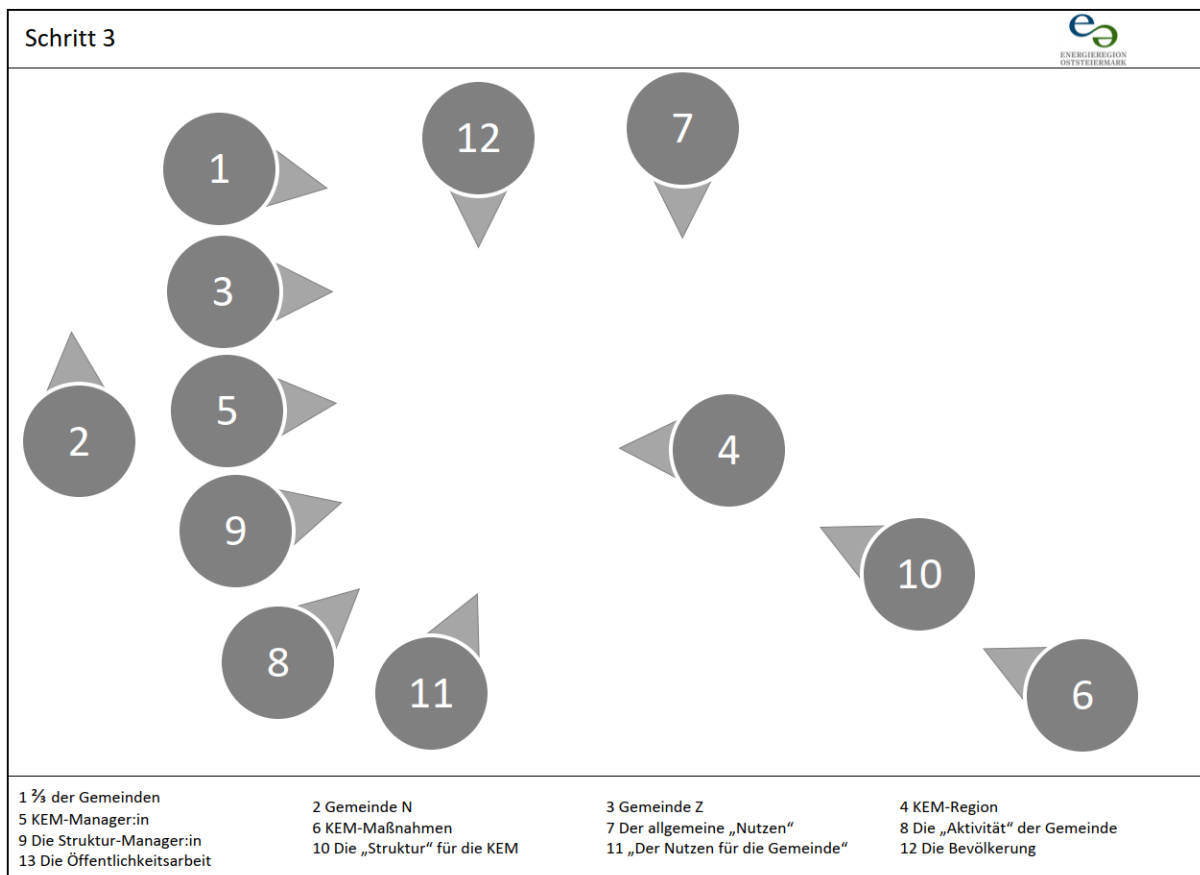 Schritt 3
ENERGIEREGION
OSTSTEIERMARK
1
12
7
3
5
2
4
9
10
8
11
6
1 ⅔ der Gemeinden
5 KEM-Manager:in
9 Die Struktur-Manager:in
13 Die Öffentlichkeitsarbeit
2 Gemeinde N
6 KEM-Maßnahmen
10 Die „Struktur“ für die KEM
3 Gemeinde Z
7 Der allgemeine „Nutzen“
11 „Der Nutzen für die Gemeinde“
4 KEM-Region
8 Die „Aktivität“ der Gemeinde
12 Die Bevölkerung